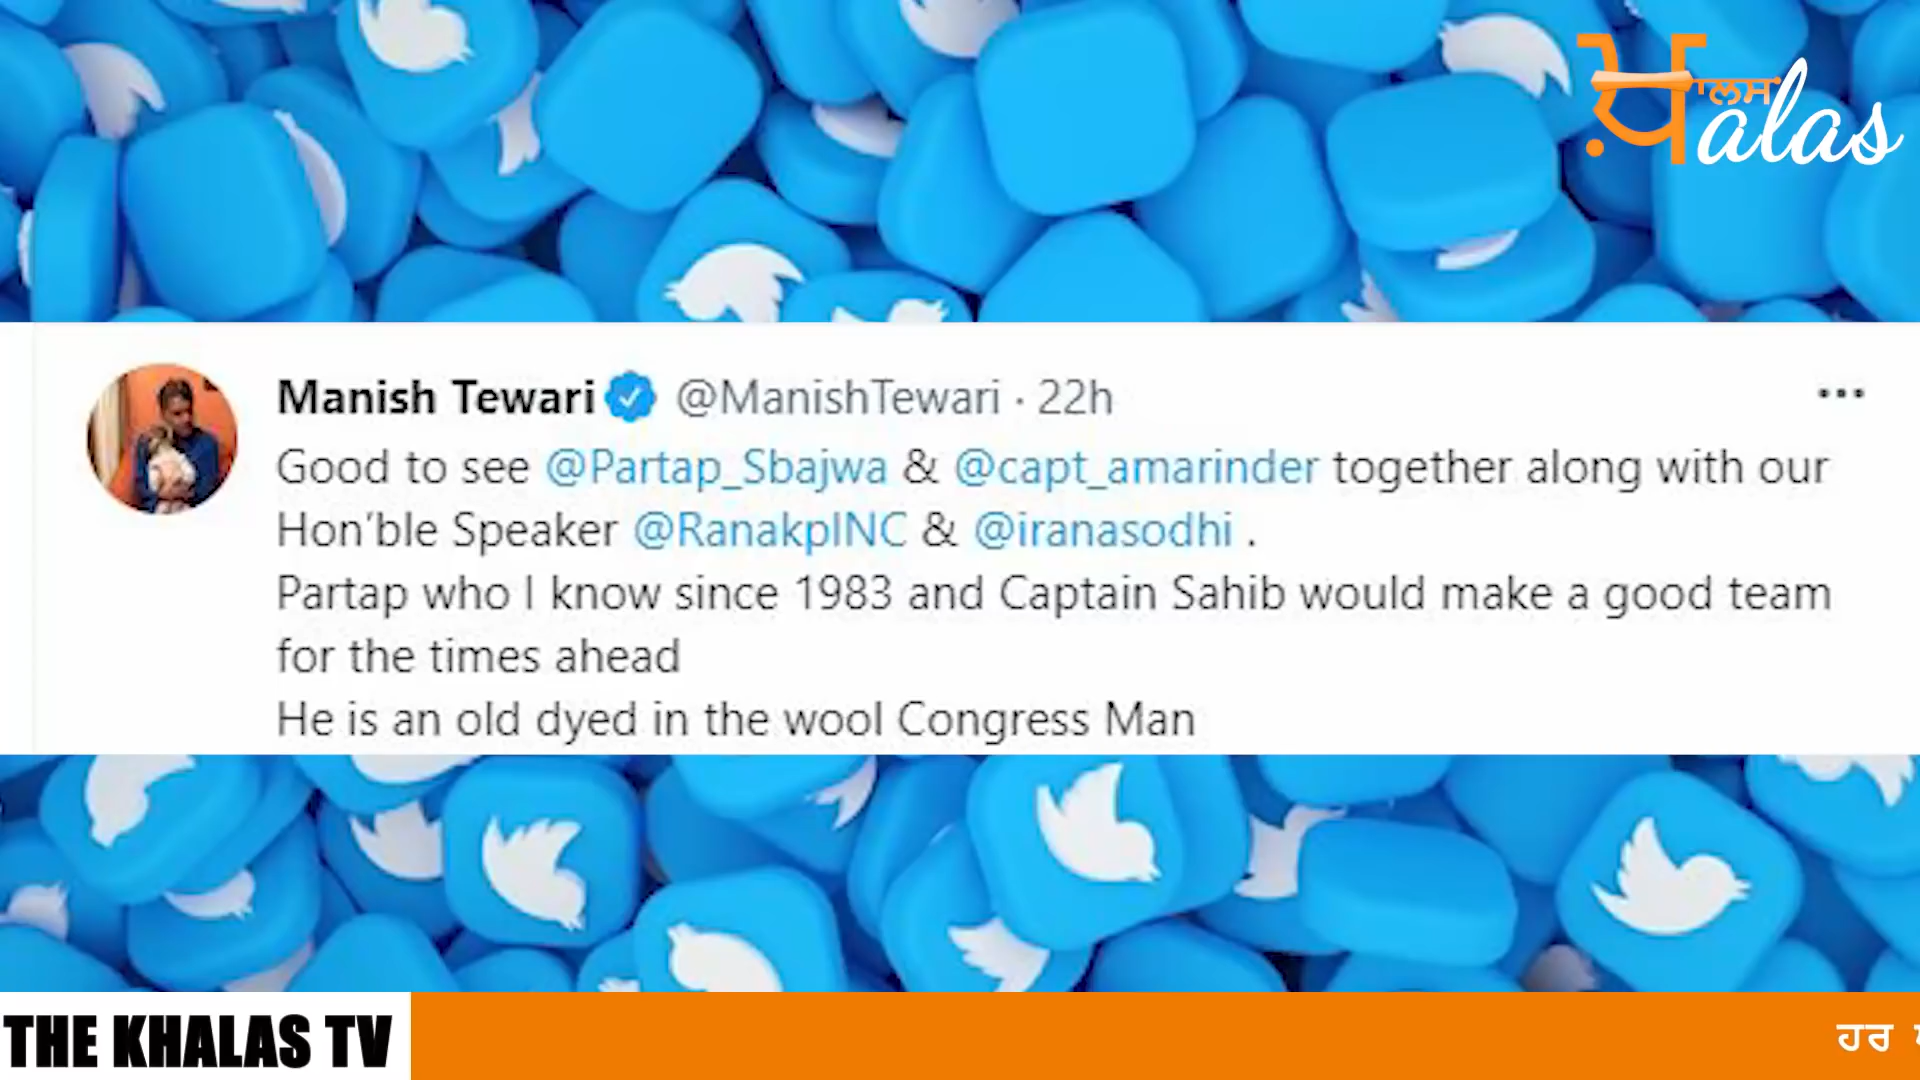 ਖ਼ਾਲਸ
alas
Manish Tewari @ManishTewari · 22h
Good to see @Partap_Sbajwa & @capt_amarinder together along with our
Hon'ble Speaker @RanakpINC & @iranasodhi .
Partap who I know since 1983 and Captain Sahib would make a good team
for the times ahead
He is an old dyed in the wool Congress Man
THE KHALAS TV
ਹਰ